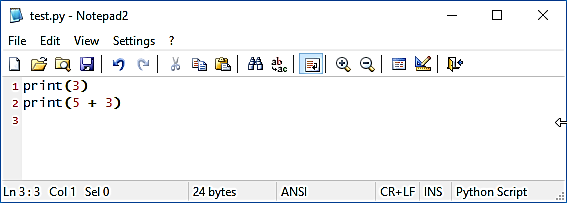 test.py - Notepad2
File Edit View Settings ?
1 print(3)
2 print(5 + 3)
3
Ln 3 : 3 Col 1 Sel 0 24 bytes ANSI CR+LF INS Python Script